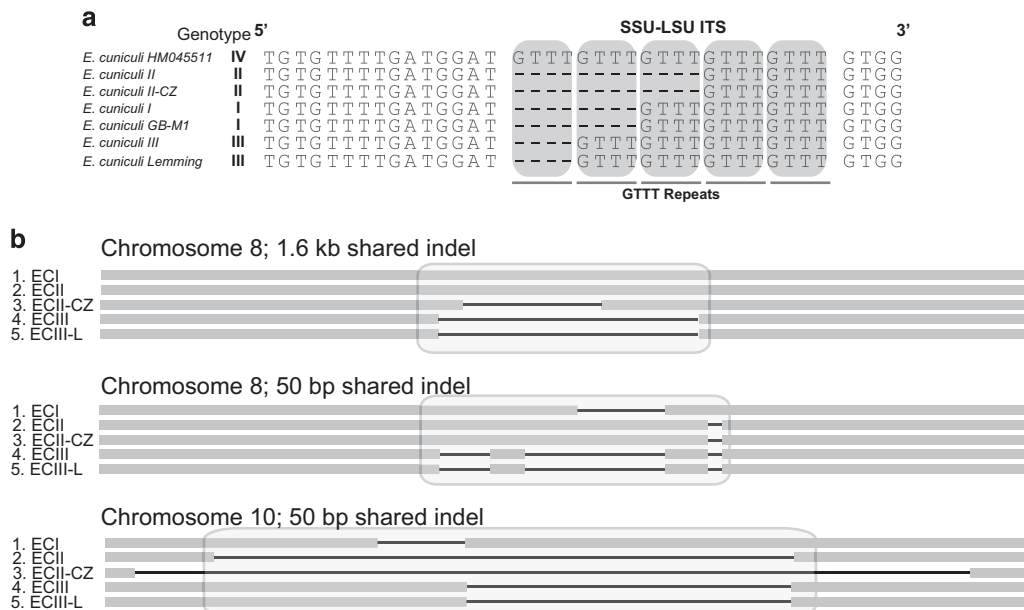 a
Genotype 5’ SSU-LSU ITS 3’
E. cuniculi HM045511 IV TGTGTTTTGATGGAT GTTTGTTTGTTTGTTTGTTT GTGG
E. cuniculi II II TGTGTTTTGATGGAT ------------GTTTGTTT GTGG
E. cuniculi II-CZ II TGTGTTTTGATGGAT ------------GTTTGTTT GTGG
E. cuniculi I I TGTGTTTTGATGGAT --------GTTTGTTTGTTT GTGG
E. cuniculi GB-M1 I TGTGTTTTGATGGAT --------GTTTGTTTGTTT GTGG
E. cuniculi III III TGTGTTTTGATGGAT ----GTTTGTTTGTTTGTTT GTGG
E. cuniculi Lemming III TGTGTTTTGATGGAT ----GTTTGTTTGTTTGTTT GTGG
GTTT Repeats
b
Chromosome 8; 1.6 kb shared indel
1. ECI
2. ECII
3. ECII-CZ
4. ECIII
5. ECIII-L
Chromosome 8; 50 bp shared indel
1. ECI
2. ECII
3. ECII-CZ
4. ECIII
5. ECIII-L
Chromosome 10; 50 bp shared indel
1. ECI
2. ECII
3. ECII-CZ
4. ECIII
5. ECIII-L